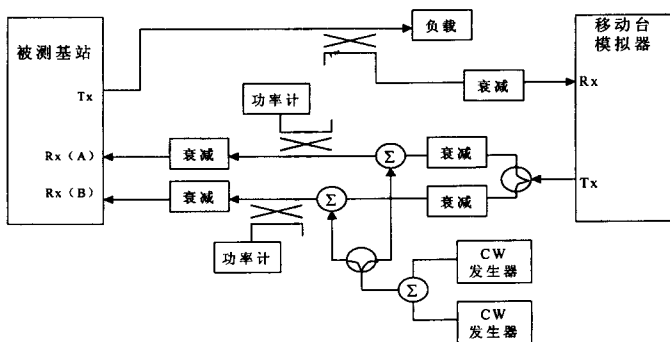 负载
移动台
模拟器
被测基站
Tx
衰减
Rx
功率计
Rx（A）
衰减
Σ
衰减
Tx
Rx（B）
衰减
Σ
衰减
功率计
CW
发生器
Σ
CW
发生器